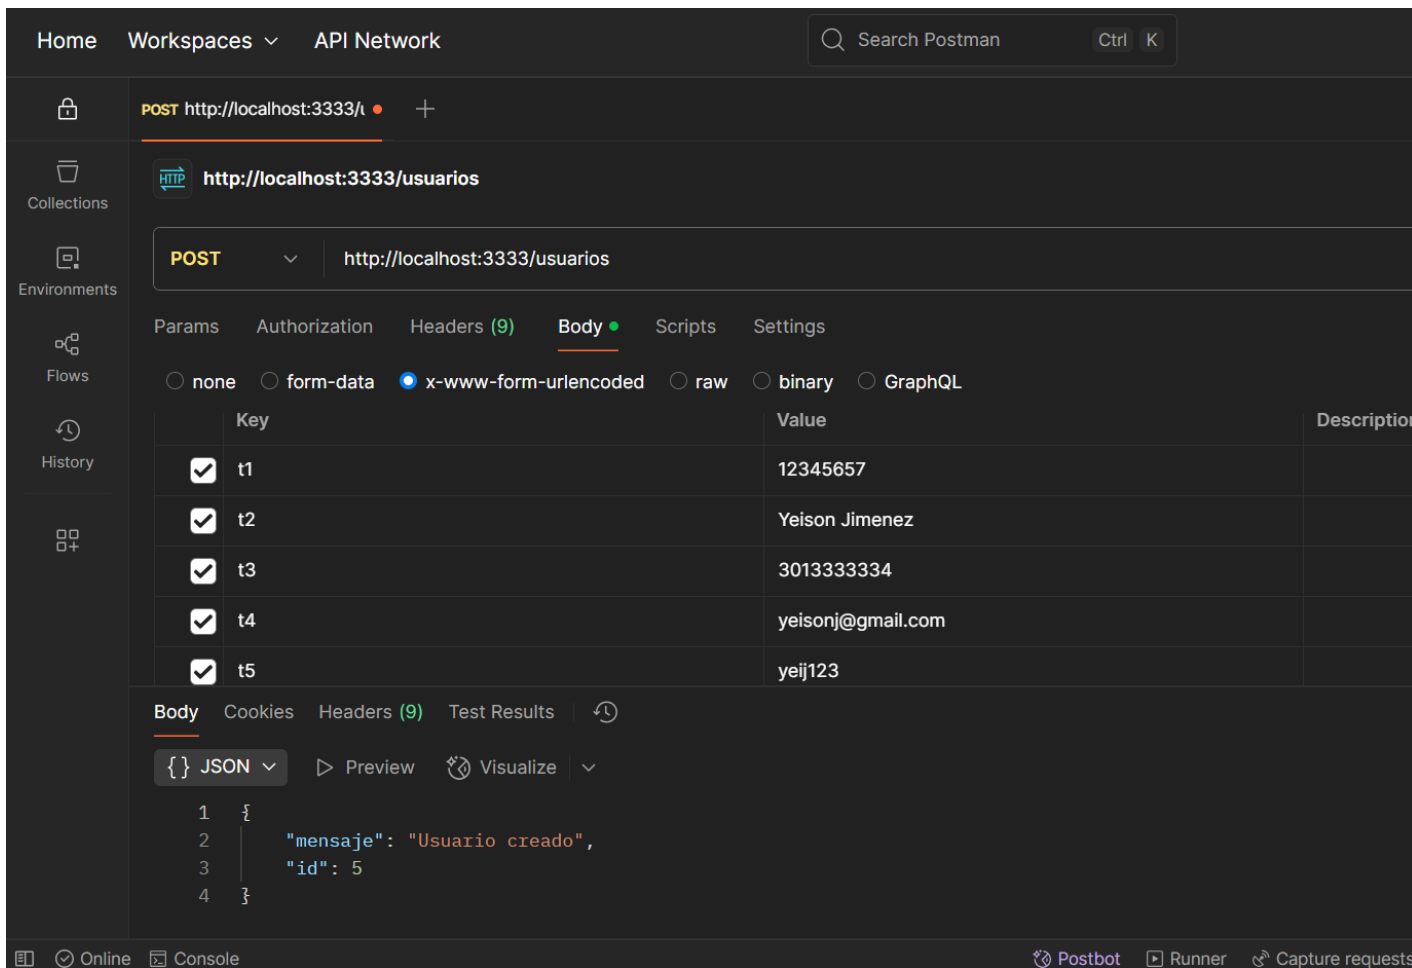 Home Workspaces API Network Search Postman Ctrl K
POST http://localhost:3333/u
HTTP http://localhost:3333/usuarios
Collections
POST http://localhost:3333/usuarios
Environments
Params Authorization Headers (9) Body Scripts Settings
Flows
none form-data x-www-form-urlencoded raw binary GraphQL
Key Value Description
History
t1 12345657
t2 Yeison Jimenez
t3 3013333334
t4 yeisonj@gmail.com
t5 yeij123
Body Cookies Headers (9) Test Results
{} JSON Preview Visualize
1 {
2 "mensaje": "Usuario creado",
3 "id": 5
4 }
Online Console Postbot Runner Capture requests